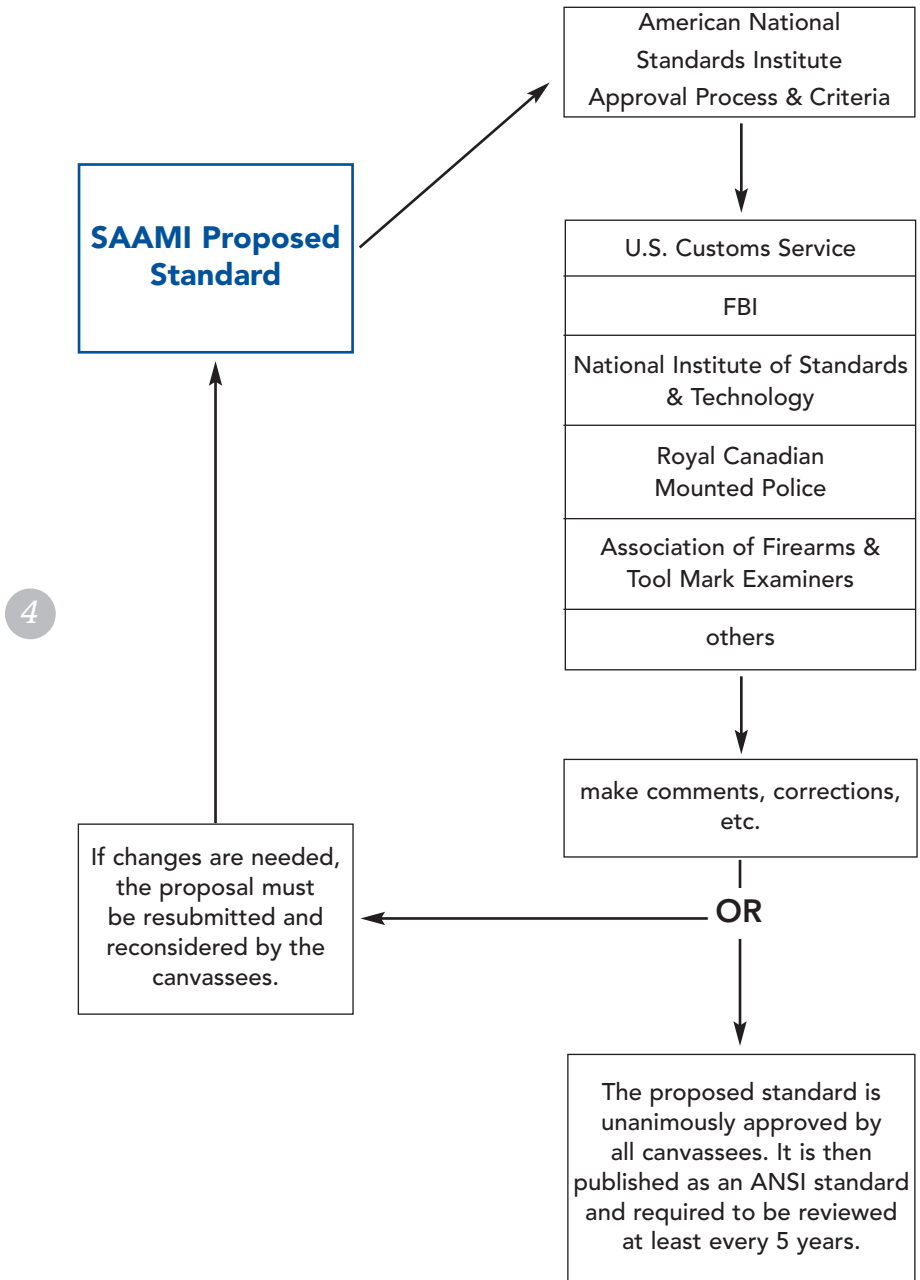 American National
Standards Institute
Approval Process & Criteria
SAAMI Proposed
Standard
U.S. Customs Service
FBI
National Institute of Standards
& Technology
Royal Canadian
Mounted Police
Association of Firearms &
Tool Mark Examiners
others
4
make comments, corrections,
etc.
OR
If changes are needed,
the proposal must
be resubmitted and
reconsidered by the
canvassees.
The proposed standard is
unanimously approved by
all canvassees. It is then
published as an ANSI standard
and required to be reviewed
at least every 5 years.